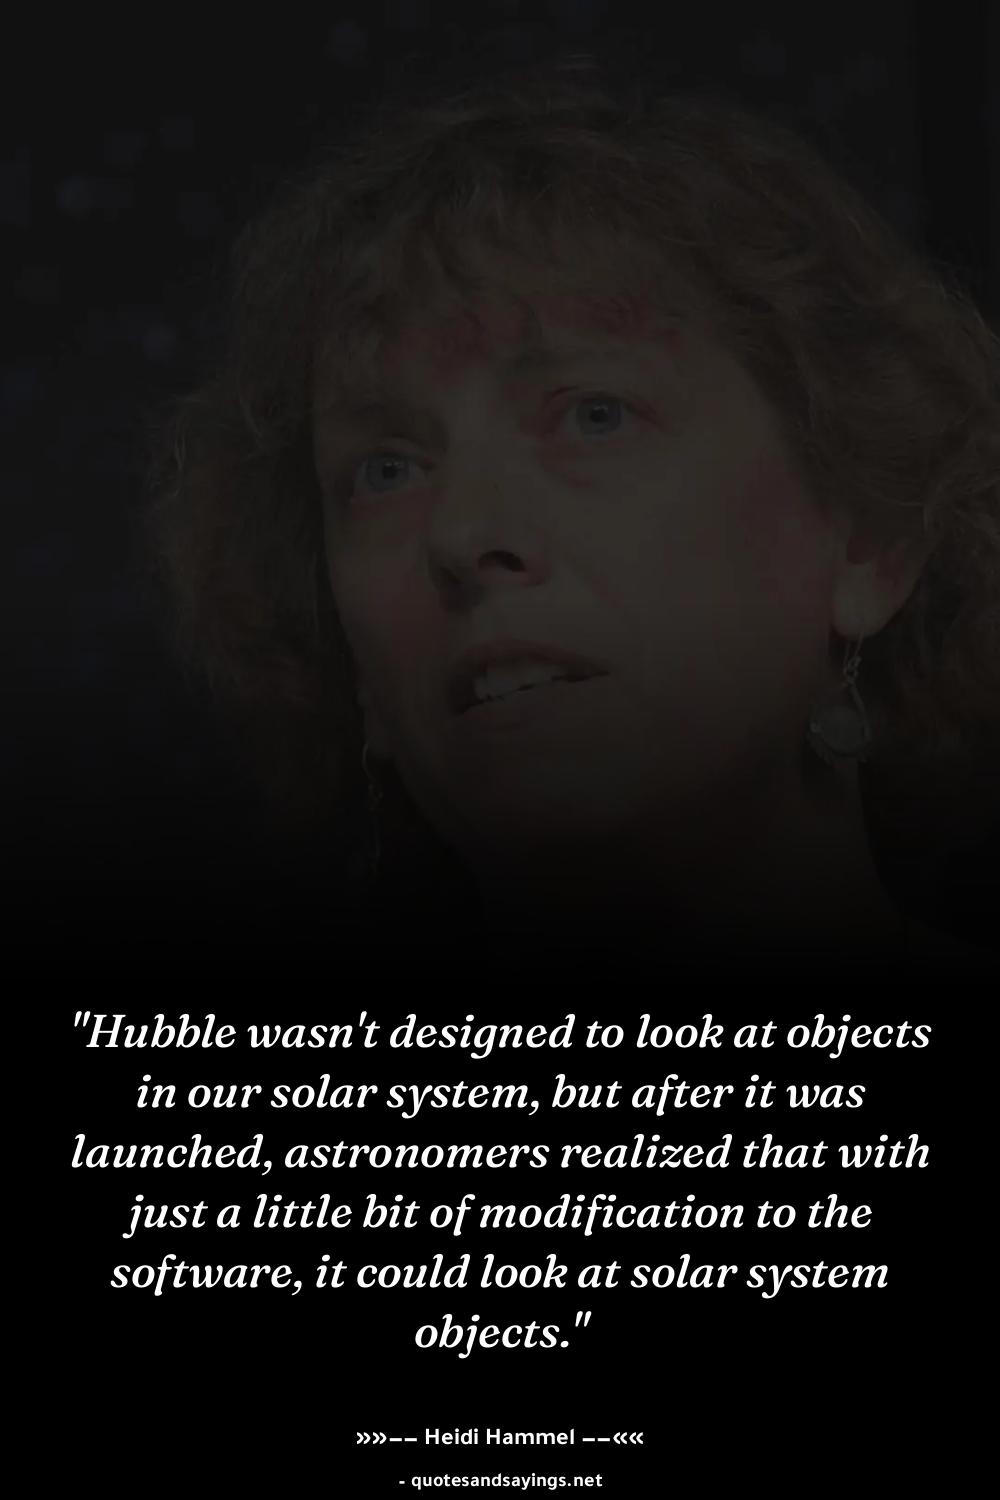 "Hubble wasn't designed to look at objects
in our solar system, but after it was
launched, astronomers realized that with
just a little bit of modification to the
software, it could look at solar system
objects."
»»−− Heidi Hammel −−««
- quotesandsayings.net